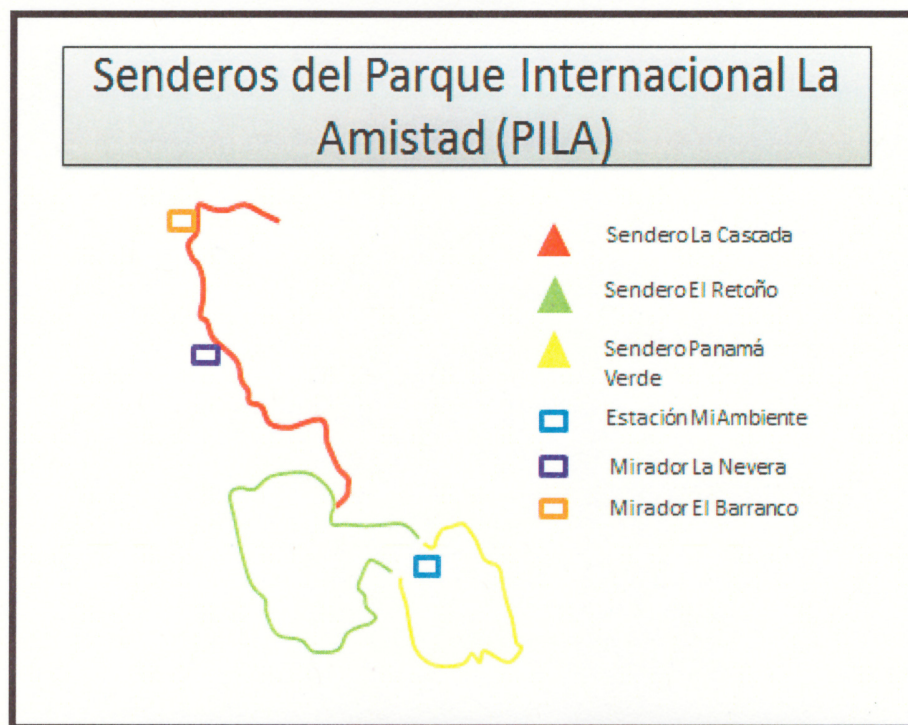 Senderos del Parque Internacional La
Amistad (PILA)
Sendero La Cascada
Sendero El Retoño
Sendero Panamá
Verde
Estación MiAmbiente
Mirador La Nevera
Mirador El Barranco